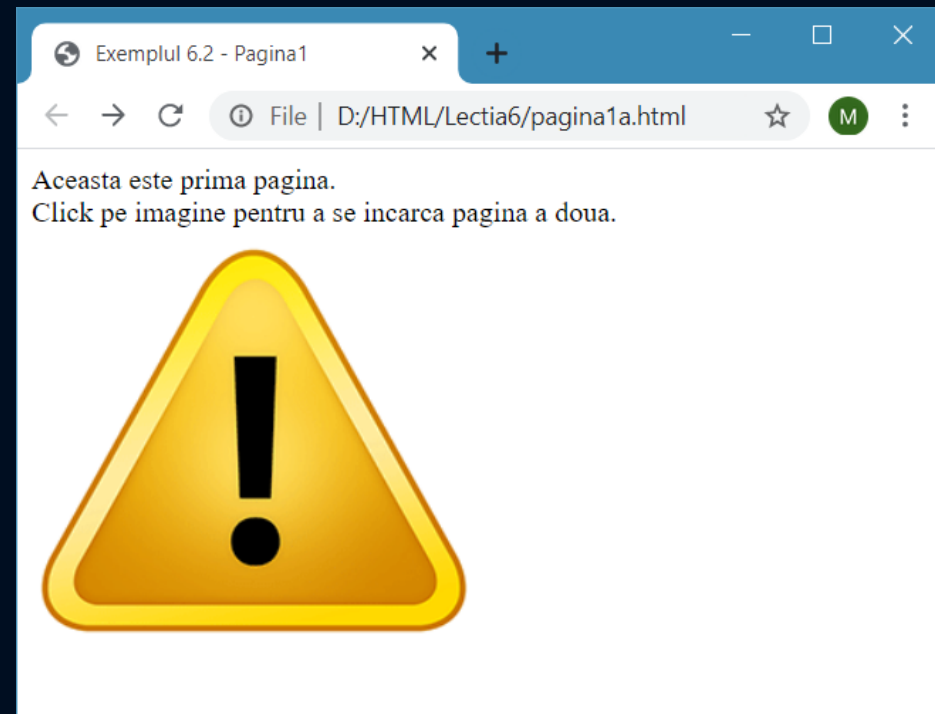 Exemplul 6.2 - Pagina1
File | D:/HTML/Lectia6/pagina1a.html
M
Aceasta este prima pagina.
Click pe imagine pentru a se incarca pagina a doua.
!